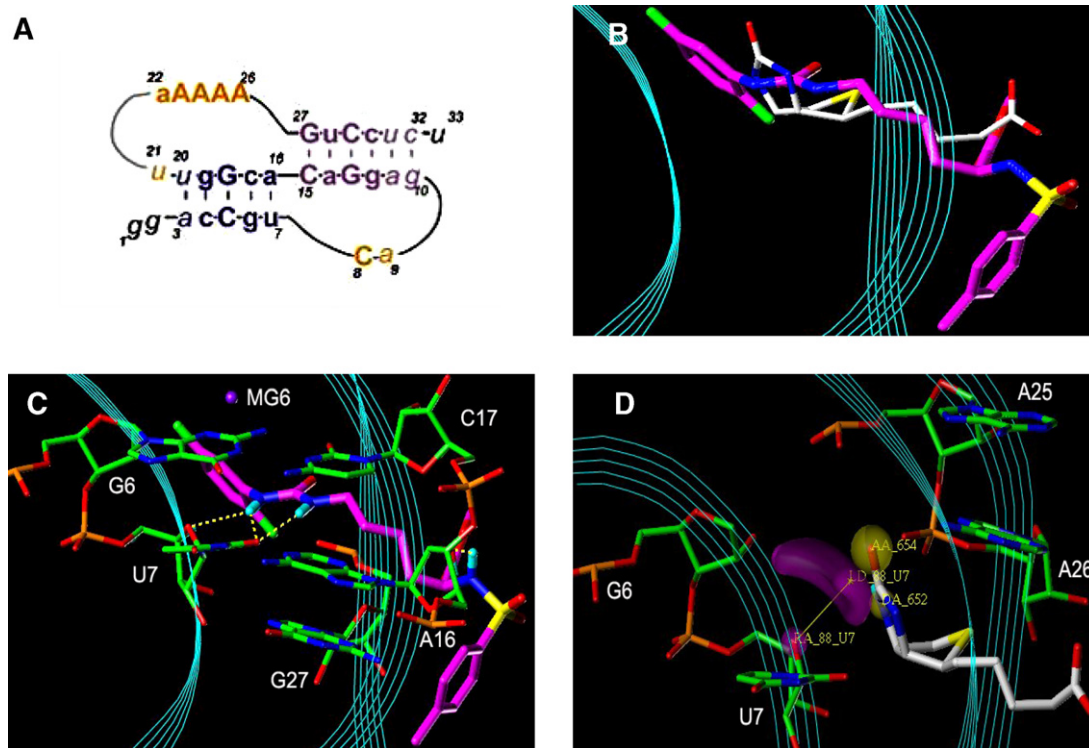 A
22 26
aAAAA
27 32 33
GuCcuc-u
21 20 16
u uggGca-CaGgag
15 10
1 gg-acCgu
3 7
Ca
8 9
B
C
MG6
C17
G6
U7
A16
G27
D
A25
AA_654
LD_88_U7
DA_652
A26
G6
RA_88_U7
U7